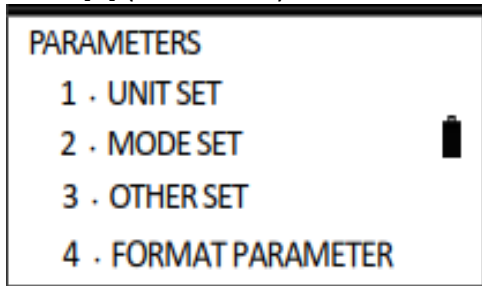 PARAMETERS
1 . UNIT SET
2 . MODE SET
3 . OTHER SET
4 . FORMAT PARAMETER